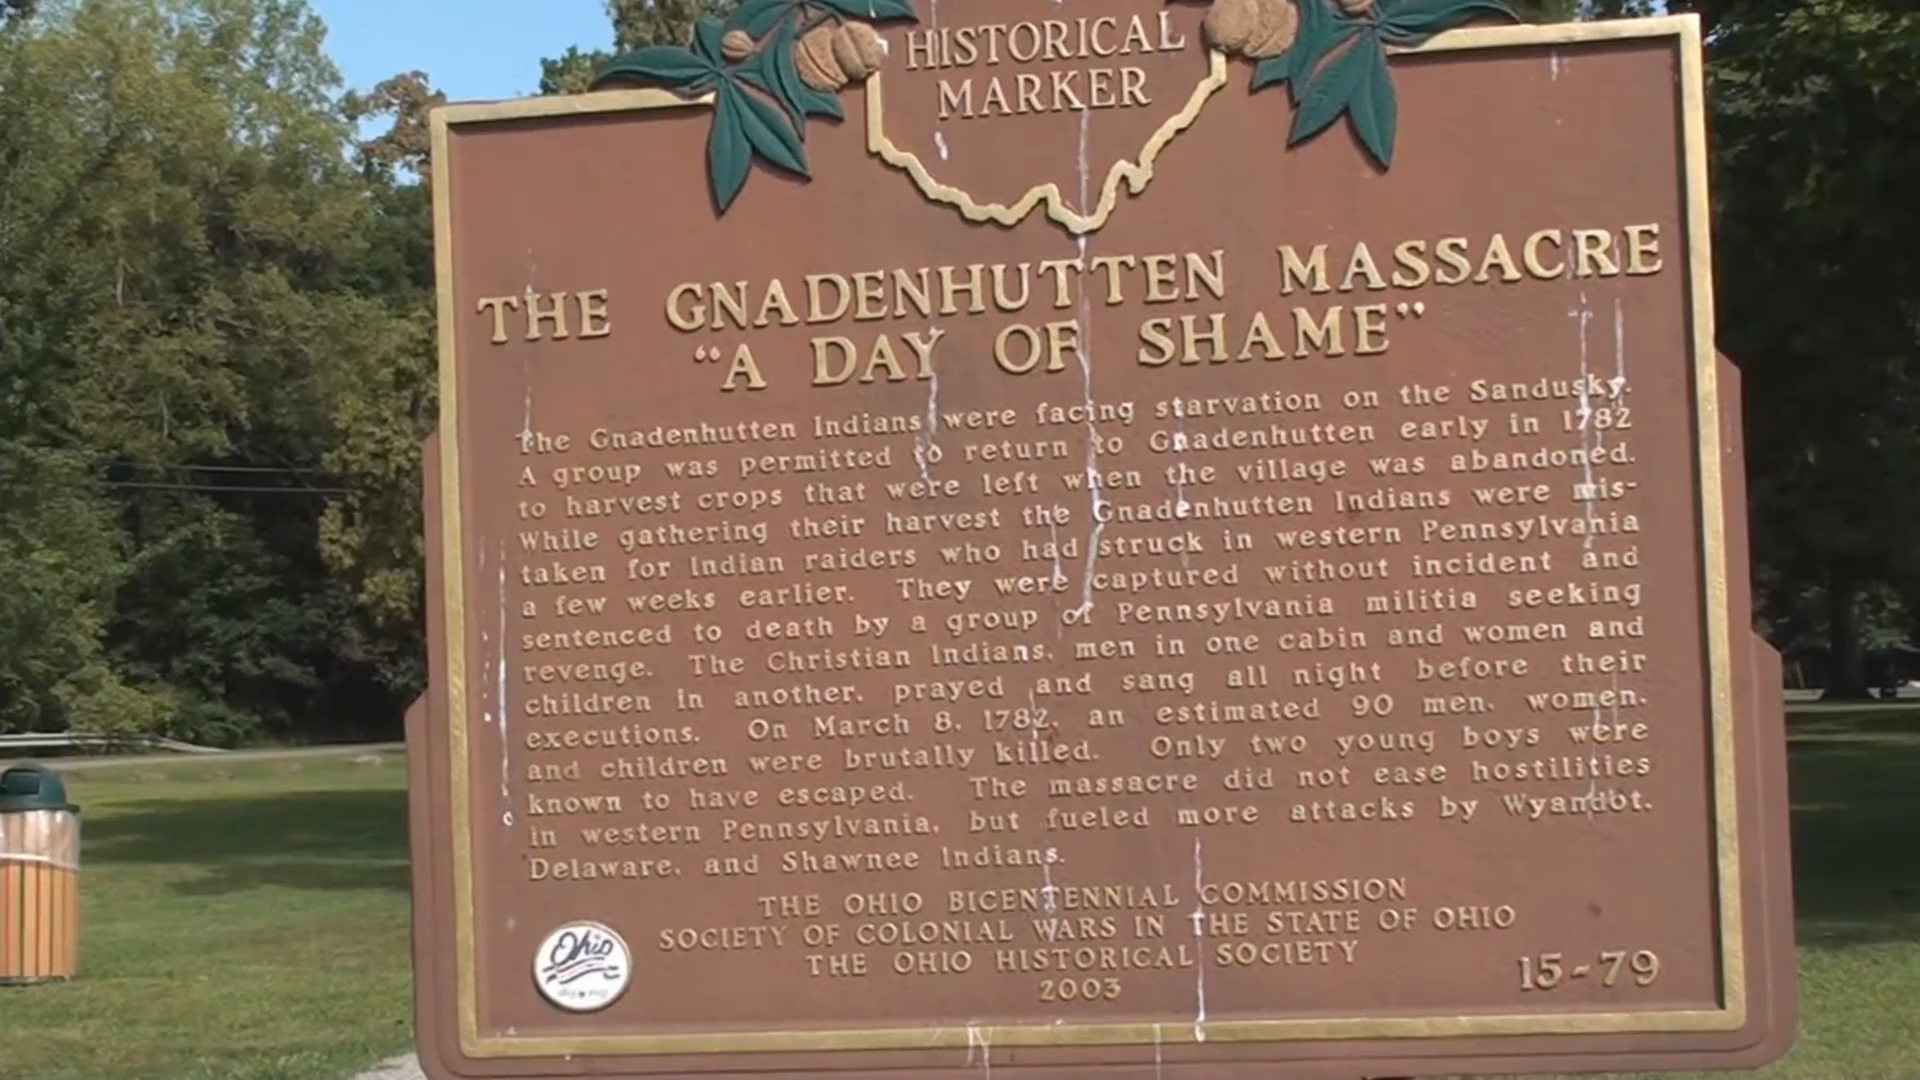 HISTORICAL
MARKER
THE GNADENHUTTEN MASSACRE
"A DAY OF SHAME"
The Gnadenhutten Indians were facing starvation on the Sandusky.
A group was permitted to return to Gnadenhutten early in 1782
to harvest crops that were left when the village was abandoned.
While gathering their harvest the Gnadenhutten Indians were mis-
taken for Indian raiders who had struck in western Pennsylvania
a few weeks earlier. They were captured without incident and
sentenced to death by a group of Pennsylvania militia seeking
revenge. The Christian Indians, men in one cabin and women and
children in another, prayed and sang all night before their
executions. On March 8, 1782, an estimated 90 men, women,
and children were brutally killed. Only two young boys were
known to have escaped. The massacre did not ease hostilities
in western Pennsylvania, but fueled more attacks by Wyandot,
Delaware, and Shawnee Indians.
THE OHIO BICENTENNIAL COMMISSION
SOCIETY OF COLONIAL WARS IN THE STATE OF OHIO
THE OHIO HISTORICAL SOCIETY
2003
15-79
Ohio